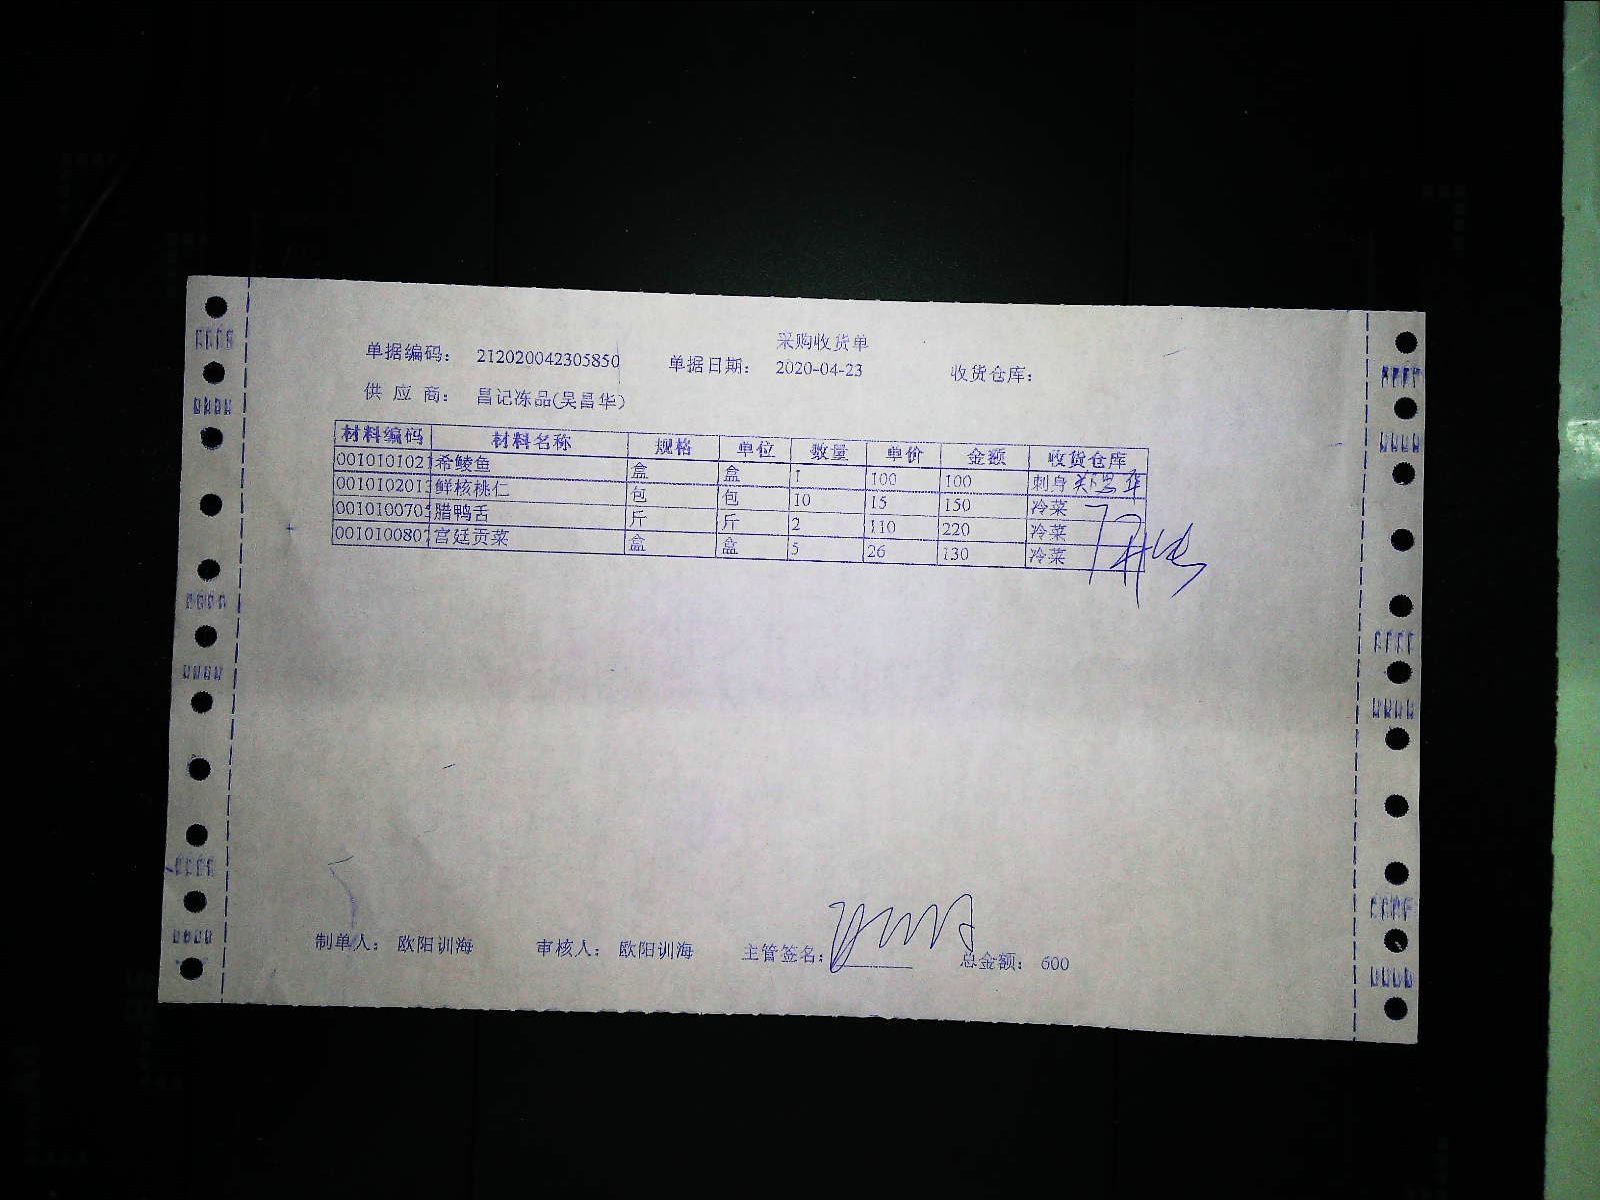 采购收货单
单据编码： 212020042305850 单据日期： 2020-04-23 收货仓库：
供 应 商： 昌记冻品(吴昌华)
材料编码 材料名称 规格 单位 数量 单价 金额 收货仓库
0010101021 希鲮鱼 盒 盒 1 100 100 刺身
0010102013 鲜核桃仁 包 包 10 15 150 冷菜
001010070 腊鸭舌 斤 斤 2 110 220 冷菜
001010080 宫廷贡菜 盒 盒 5 26 130 冷菜
制单人： 欧阳训海 审核人： 欧阳训海 主管签名： 总金额： 600